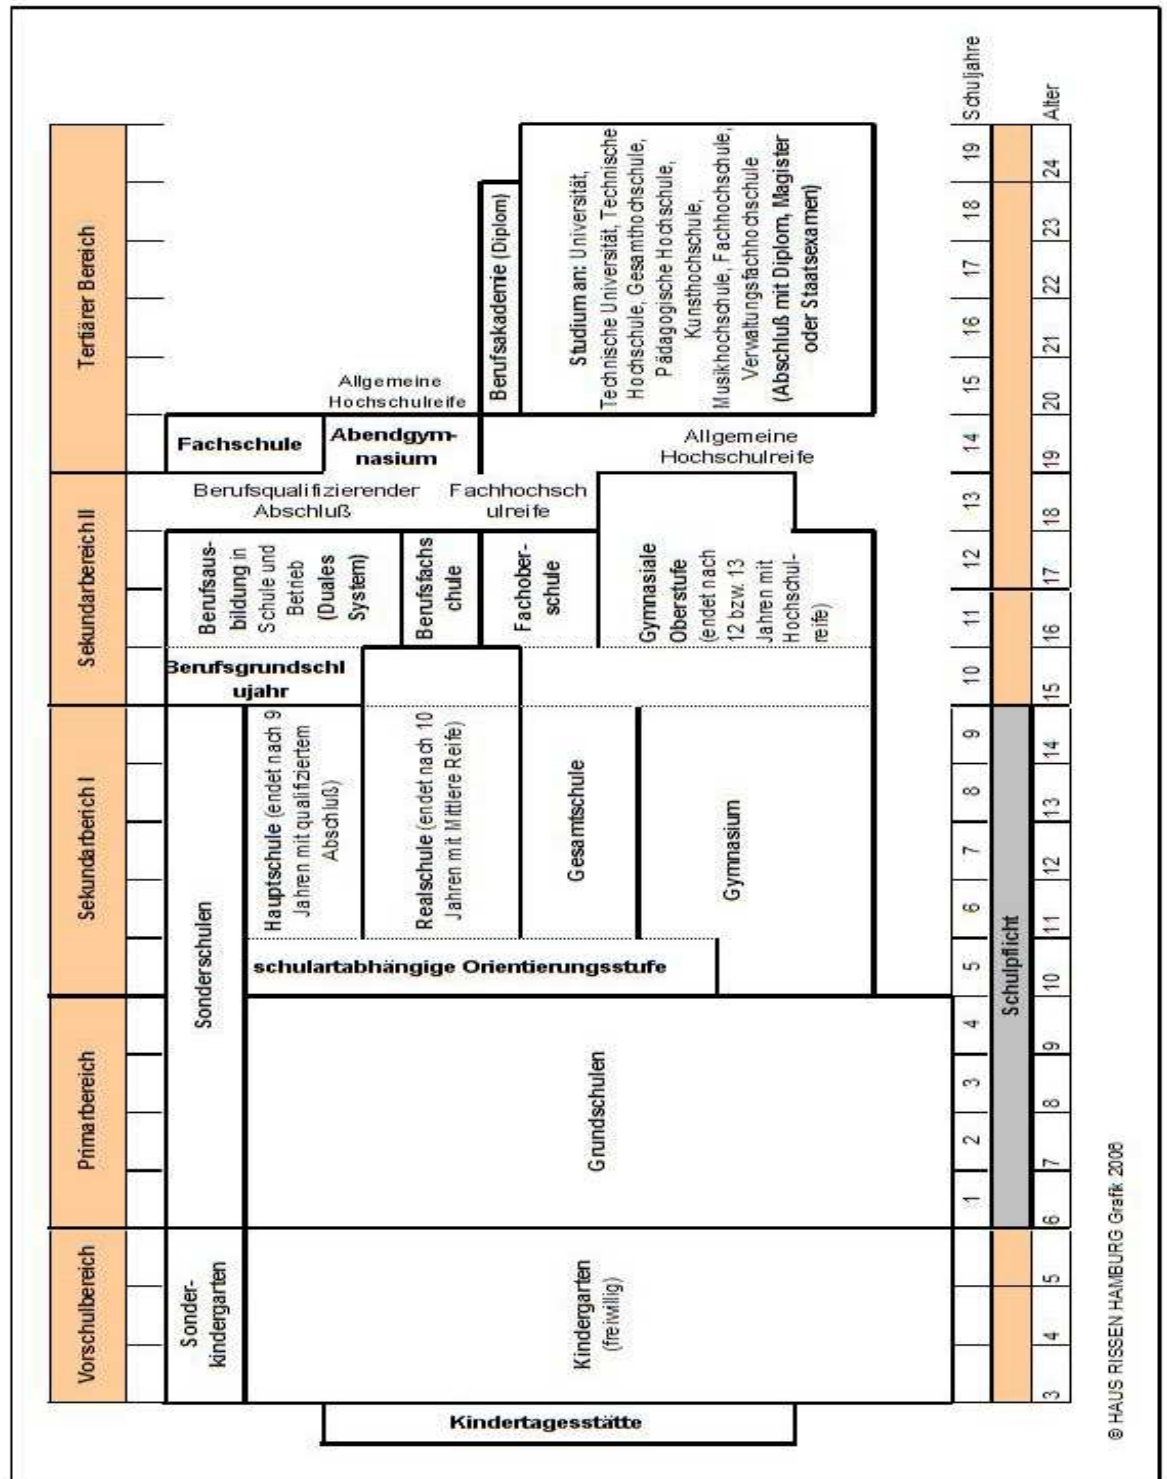 Schuljahre
Alter
Tertiärer Bereich
Sekundarbereich II
Sekundarberich I
Primarbereich
Vorschulbereich
19
18
17
16
15
14
13
12
11
10
9
8
7
6
5
4
3
2
1
24
23
22
21
20
19
18
17
16
15
14
13
12
11
10
9
8
7
6
5
4
3
Schulpflicht
Berufsakademie (Diplom)
Studium an: Universität,
Technische Universität, Technische
Hochschule, Gesamthochschule,
Pädagogische Hochschule,
Kunsthochschule,
Musikhochschule, Fachhochschule,
Verwaltungsfachhochschule
(Abschluß mit Diplom, Magister
oder Staatsexamen)
Allgemeine
Hochschulreife
Fachschule
Abendgym-
nasium
Allgemeine
Hochschulreife
Berufsqualifizierender
Abschluß
Fachhochsch
ulreife
Berufsaus-
bildung in
Schule und
Betrieb
(Duales
System)
Berufsfachs
chule
Fachober-
schule
Gymnasiale
Oberstufe
(endet nach
12 bzw. 13
Jahren mit
Hochschul-
reife)
Berufsgrundschl
ujahr
Sonderschulen
Hauptschule (endet nach 9
Jahren mit qualifiziertem
Abschluß)
Realschule (endet nach 10
Jahren mit Mittlere Reife)
Gesamtschule
Gymnasium
schulartabhängige Orientierungsstufe
Grundschulen
Sonder-
kindergarten
Kindergarten
(freiwillig)
Kindertagesstätte
© HAUS RISSEN HAMBURG Grafik 2006